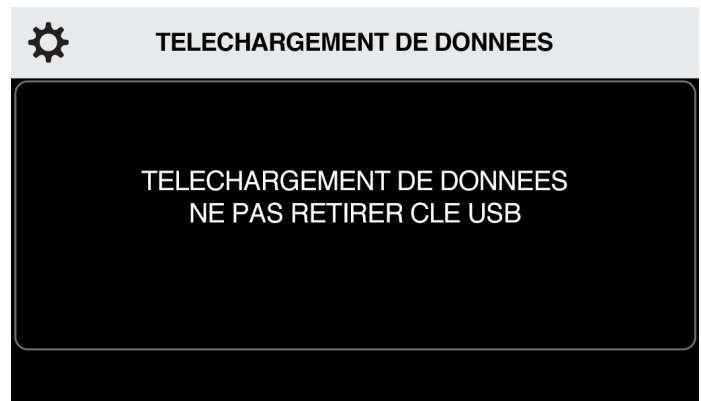 TELECHARGEMENT DE DONNEES
TELECHARGEMENT DE DONNEES
NE PAS RETIRER CLE USB